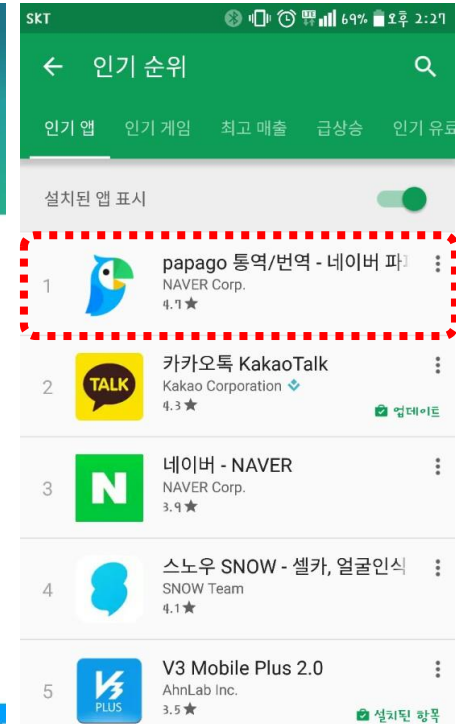 SKT 69% 오후 2:27
인기 순위
인기 앱 인기 게임 최고 매출 급상승 인기 유료
설치된 앱 표시
1
papago 통역/번역 - 네이버
NAVER Corp.
4.7★
2
TALK
카카오톡 KakaoTalk
Kakao Corporation
4.3★
업데이트
3
N
네이버 - NAVER
NAVER Corp.
3.9★
4
스노우 SNOW - 셀카, 얼굴인식
SNOW Team
4.1★
5
V3
PLUS
V3 Mobile Plus 2.0
AhnLab Inc.
3.5★
설치된 항목